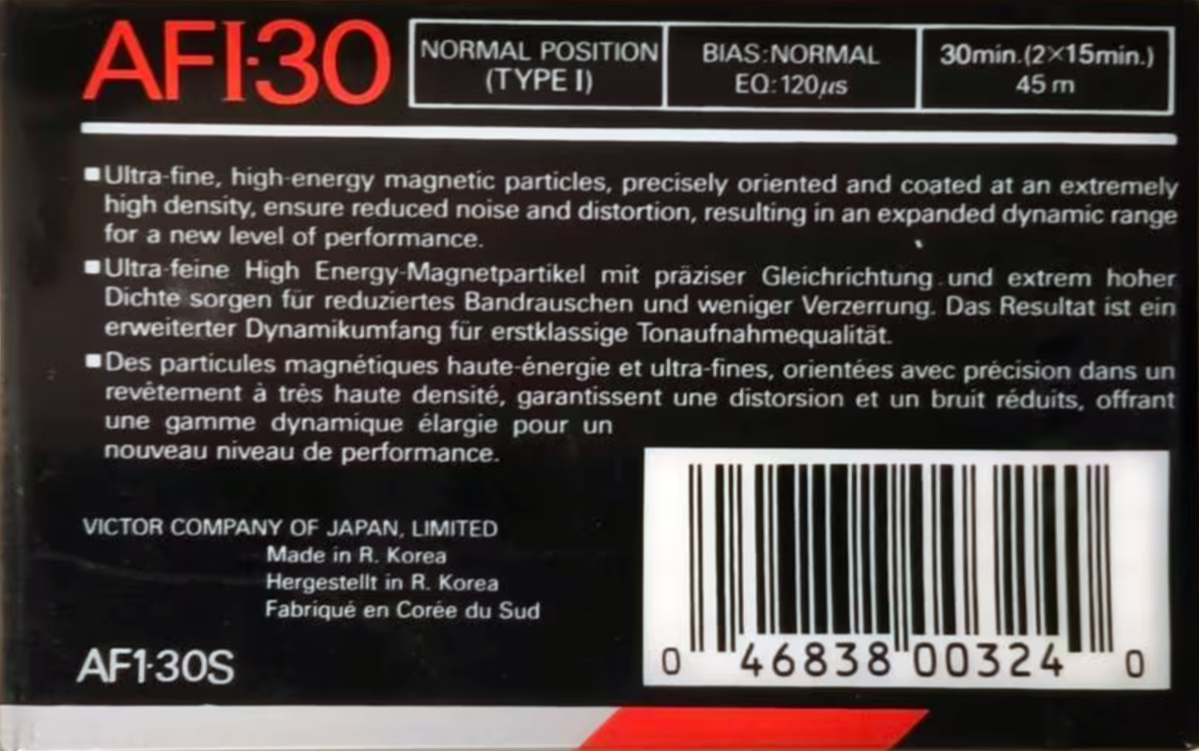 AFI-30
NORMAL POSITION
(TYPE I)
BIAS:NORMAL
EQ:120μs
30min.(2×15min.)
45 m
■Ultra-fine, high-energy magnetic particles, precisely oriented and coated at an extremely
high density, ensure reduced noise and distortion, resulting in an expanded dynamic range
for a new level of performance.
■Ultra-feine High Energy-Magnetpartikel mit präziser Gleichrichtung und extrem hoher
Dichte sorgen für reduziertes Bandrauschen und weniger Verzerrung. Das Resultat ist ein
erweiterter Dynamikumfang für erstklassige Tonaufnahmequalität.
■Des particules magnétiques haute-énergie et ultra-fines, orientées avec précision dans un
revêtement à très haute densité, garantissent une distorsion et un bruit réduits, offrant
une gamme dynamique élargie pour un
nouveau niveau de performance.
VICTOR COMPANY OF JAPAN, LIMITED
Made in R. Korea
Hergestellt in R. Korea
Fabriqué en Corée du Sud
AF1-30S
0 46838 00324 0